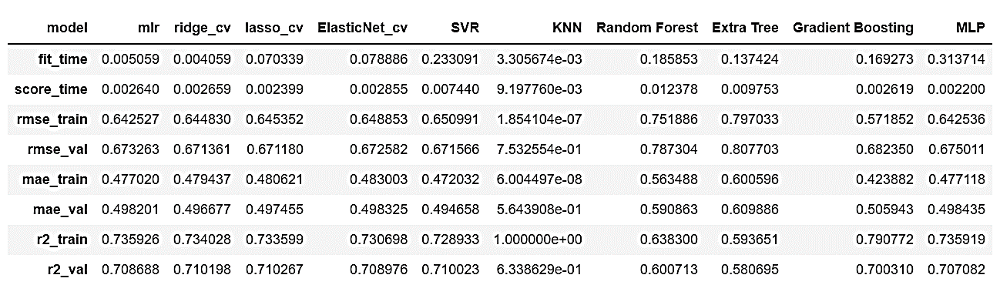 model mlr ridge_cv lasso_cv ElasticNet_cv SVR KNN Random Forest Extra Tree Gradient Boosting MLP
fit_time 0.005059 0.004059 0.070339 0.078886 0.233091 3.305674e-03 0.185853 0.137424 0.169273 0.313714
score_time 0.002640 0.002659 0.002399 0.002855 0.007440 9.197760e-03 0.012378 0.009753 0.002619 0.002200
rmse_train 0.642527 0.644830 0.645352 0.648853 0.650991 1.854104e-07 0.751886 0.797033 0.571852 0.642536
rmse_val 0.673263 0.671361 0.671180 0.672582 0.671566 7.532554e-01 0.787304 0.807703 0.682350 0.675011
mae_train 0.477020 0.479437 0.480621 0.483003 0.472032 6.004497e-08 0.563488 0.600596 0.423882 0.477118
mae_val 0.498201 0.496677 0.497455 0.498325 0.494658 5.643908e-01 0.590863 0.609886 0.505943 0.498435
r2_train 0.735926 0.734028 0.733599 0.730698 0.728933 1.000000e+00 0.638300 0.593651 0.790772 0.735919
r2_val 0.708688 0.710198 0.710267 0.708976 0.710023 6.338629e-01 0.600713 0.580695 0.700310 0.707082